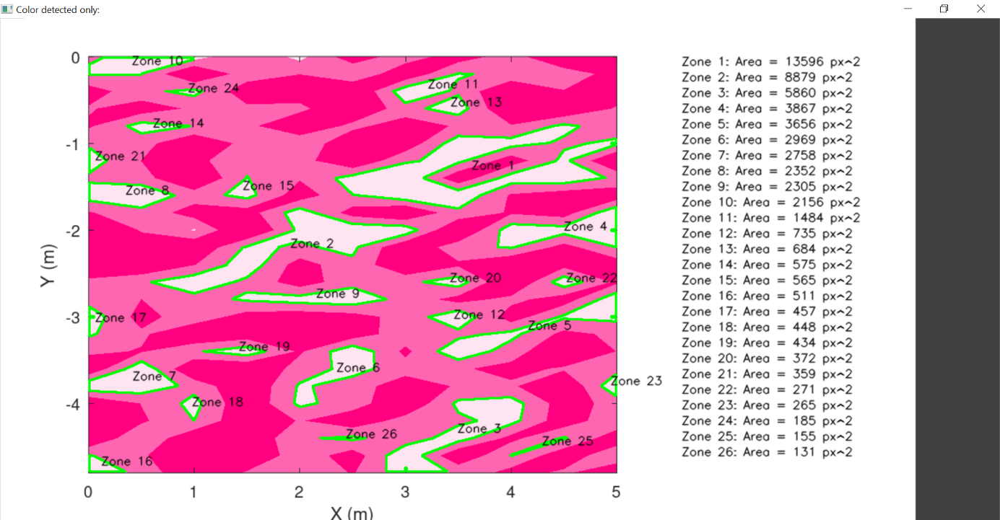 Color detected only:
0
Zone 10
Zone 24
Zone 11
Zone 13
Zone 14
-1
Zone 21
Zone 1
Zone 15
Zone 8
-2
Zone 4
Zone 2
Y (m)
Zone 20
Zone 22
Zone 9
-3
Zone 17
Zone 12
Zone 5
Zone 19
Zone 6
Zone 7
Zone 23
-4
Zone 18
Zone 3
Zone 26
Zone 25
Zone 16
0 1 2 3 4 5
X (m)
Zone 1: Area = 13596 px^2
Zone 2: Area = 8879 px^2
Zone 3: Area = 5860 px^2
Zone 4: Area = 3867 px^2
Zone 5: Area = 3656 px^2
Zone 6: Area = 2969 px^2
Zone 7: Area = 2758 px^2
Zone 8: Area = 2352 px^2
Zone 9: Area = 2305 px^2
Zone 10: Area = 2156 px^2
Zone 11: Area = 1484 px^2
Zone 12: Area = 735 px^2
Zone 13: Area = 684 px^2
Zone 14: Area = 575 px^2
Zone 15: Area = 565 px^2
Zone 16: Area = 511 px^2
Zone 17: Area = 457 px^2
Zone 18: Area = 448 px^2
Zone 19: Area = 434 px^2
Zone 20: Area = 372 px^2
Zone 21: Area = 359 px^2
Zone 22: Area = 271 px^2
Zone 23: Area = 265 px^2
Zone 24: Area = 185 px^2
Zone 25: Area = 155 px^2
Zone 26: Area = 131 px^2